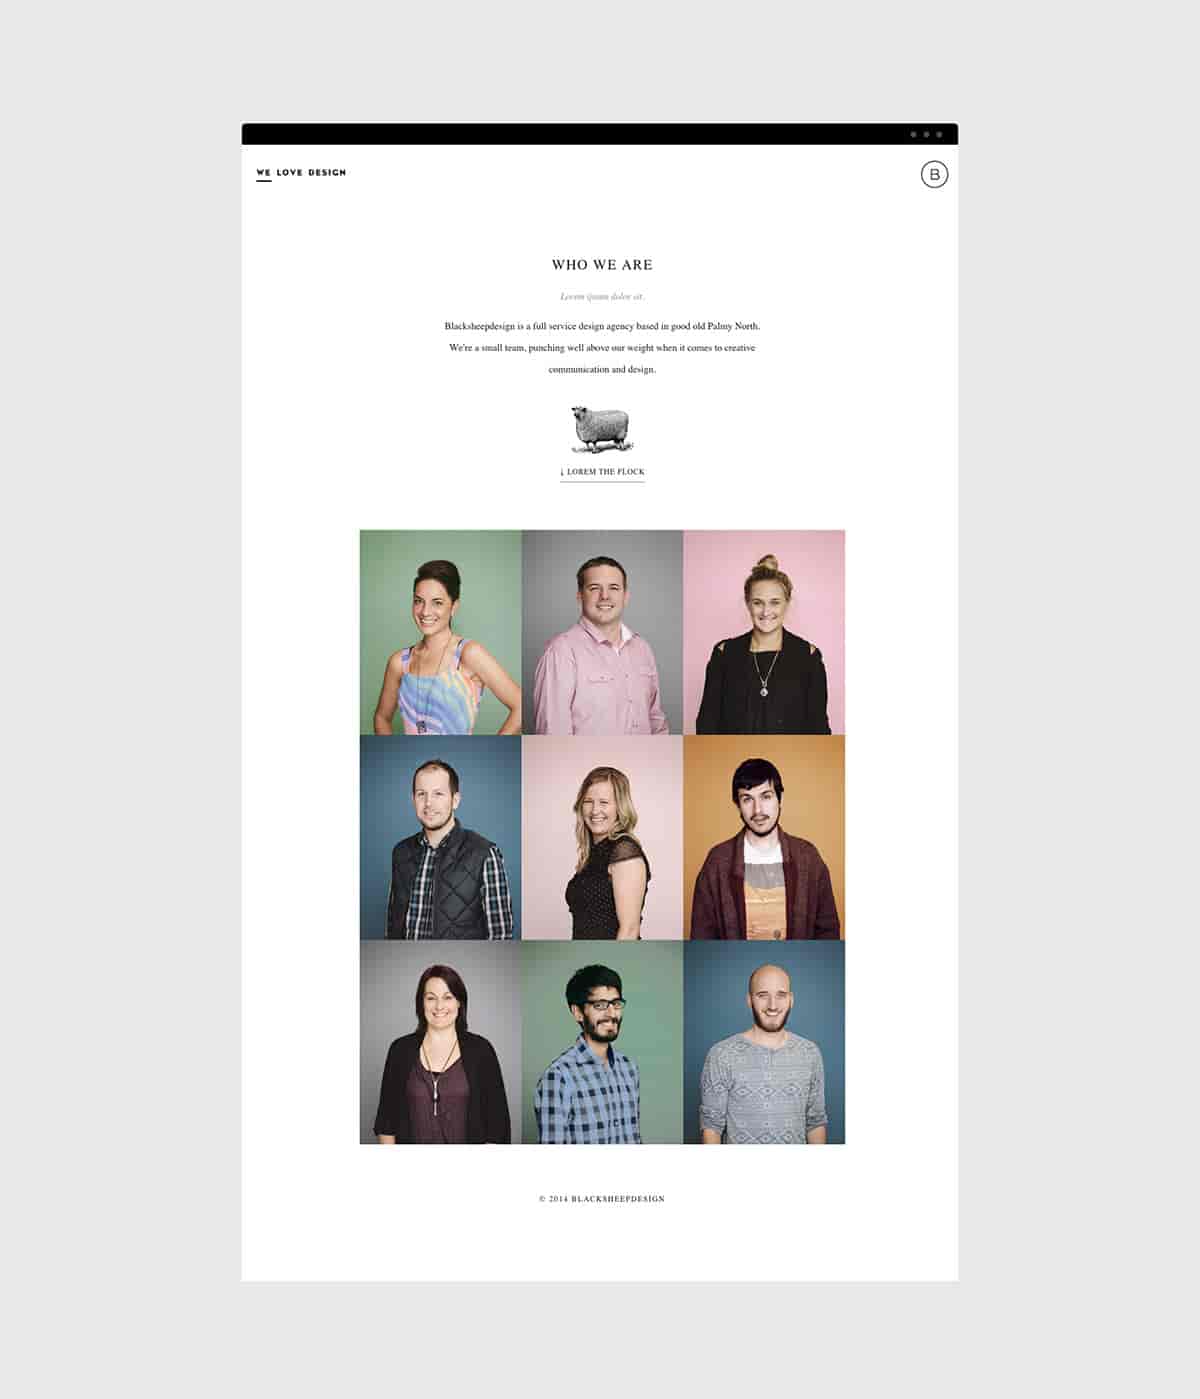 WE LOVE DESIGN
B
WHO WE ARE
Lorem ipsum dolor sit.
Blacksheepdesign is a full service design agency based in good old Palmy North.
We're a small team, punching well above our weight when it comes to creative
communication and design.
↓ LOREM THE FLOCK
© 2014 BLACKSHEEPDESIGN